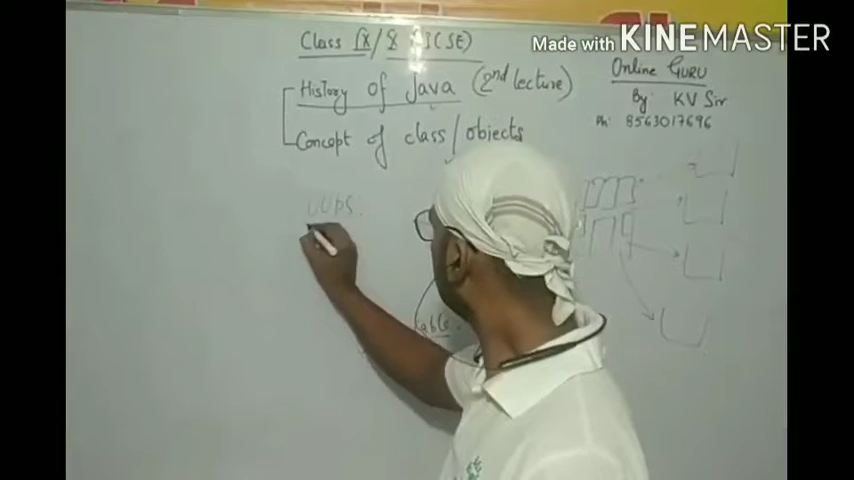 Class IX/X ICSE)
Made with KINEMASTER
History of Java (2nd lecture)
Concept of class/objects
Online GURU
By: KV Sir
Ph: 8563017696
OOPS.